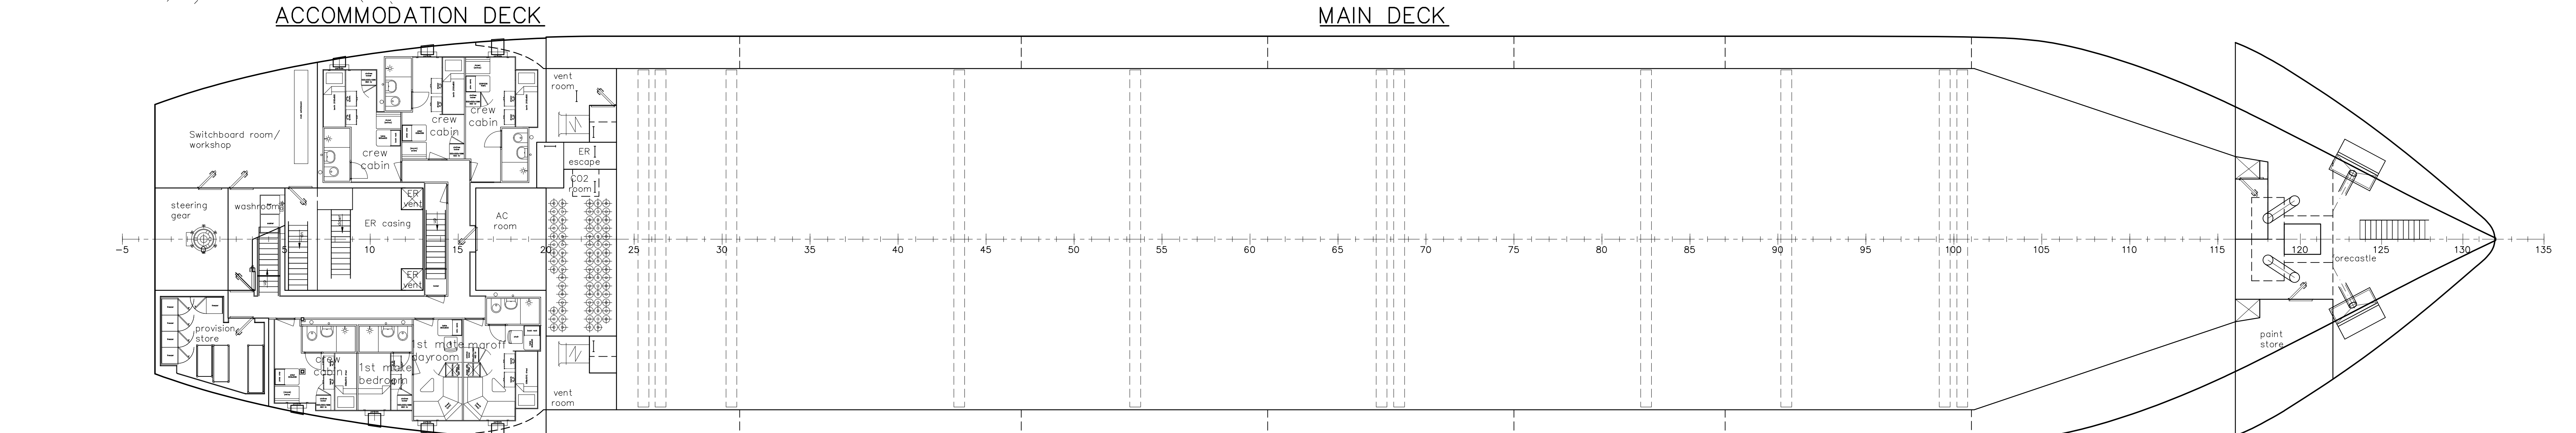 ACCOMMODATION DECK
MAIN DECK
vent
room
crew
cabin
crew
cabin
crew
cabin
Switchboard room/
workshop
ER
escape
CO2
room
steering
gear
washroom
ER
vent
ER casing
AC
room
-5
5
10
15
20
25
30
35
40
45
50
55
60
65
70
75
80
85
90
95
100
105
110
115
120
125
130
135
orecastle
ER
vent
provision
store
1st mate
dayroom
maroff
crew
cabin
1st mate
bedroom
vent
room
paint
store